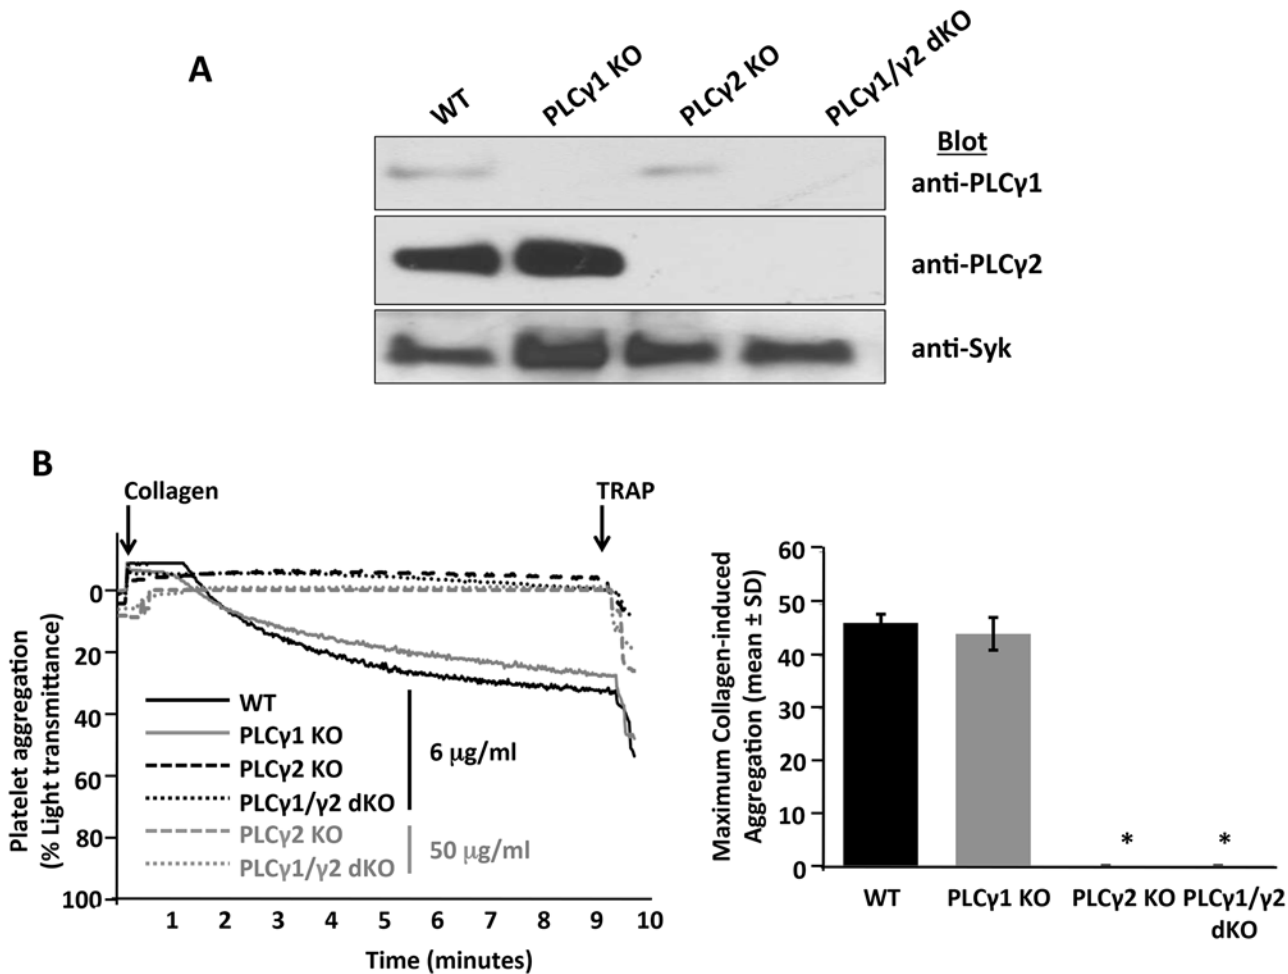 A
WT
PLCγ1 KO
PLCγ2 KO
PLCγ1/γ2 dKO
Blot
anti-PLCγ1
anti-PLCγ2
anti-Syk
B
Collagen
TRAP
Platelet aggregation
(% Light transmittance)
0
20
40
60
80
100
WT
PLCγ1 KO
PLCγ2 KO
PLCγ1/γ2 dKO
6 μg/ml
PLCγ2 KO
PLCγ1/γ2 dKO
50 μg/ml
1 2 3 4 5 6 7 8 9 10
Time (minutes)
Maximum Collagen-induced
Aggregation (mean ± SD)
60
50
40
30
20
10
0
*
*
WT
PLCγ1 KO
PLCγ2 KO
PLCγ1/γ2
dKO